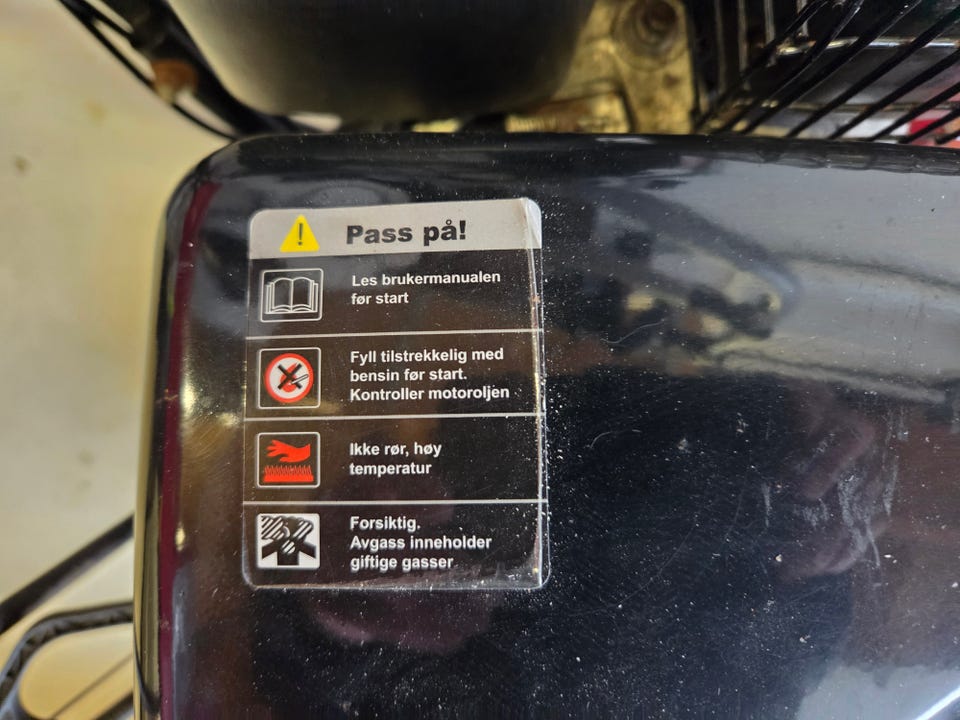 Pass på!
Les brukermanualen
før start
Fyll tilstrekkelig med
bensin før start.
Kontroller motoroljen
Ikke rør, høy
temperatur
Forsiktig.
Avgass inneholder
giftige gasser